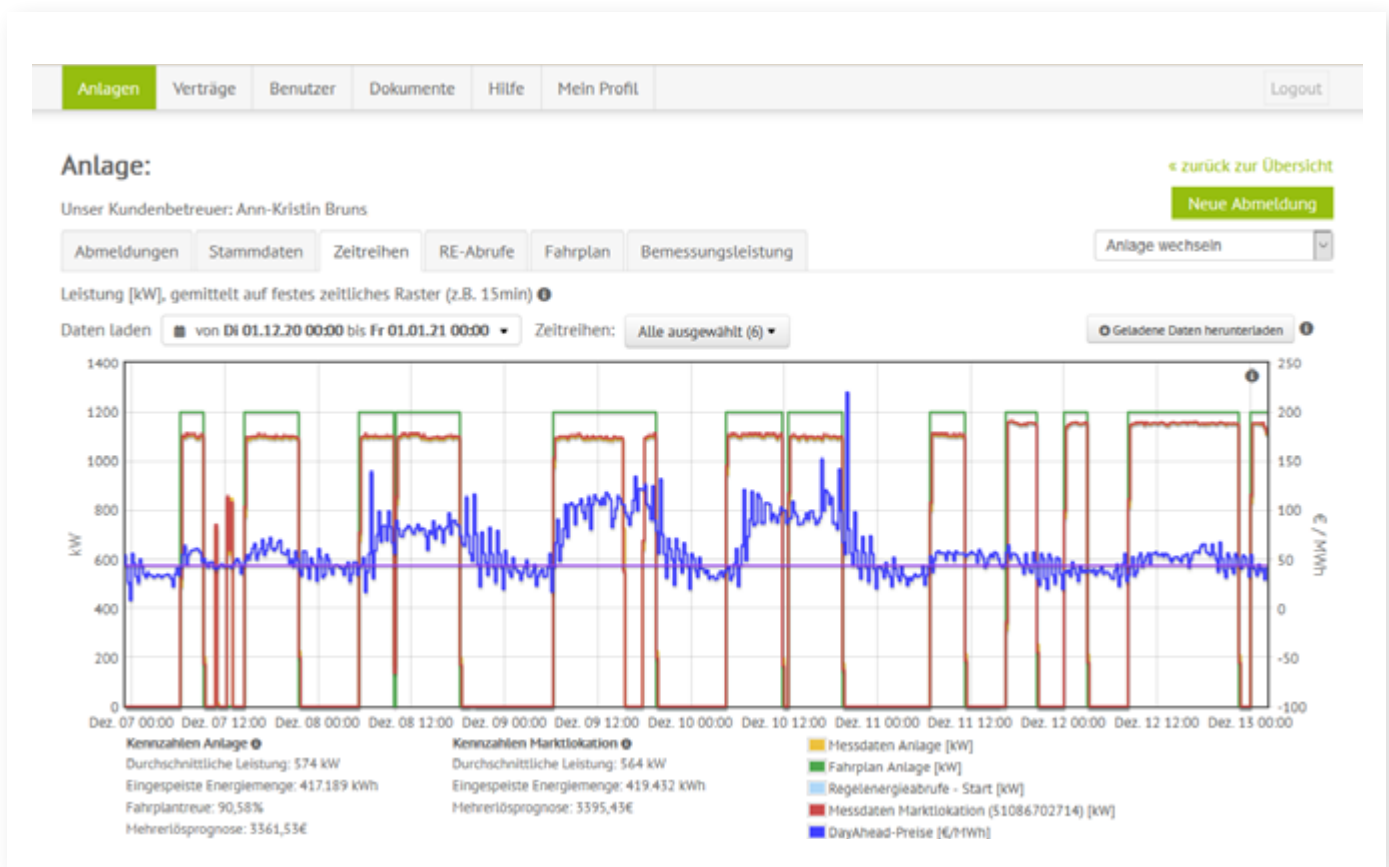 Anlagen Verträge Benutzer Dokumente Hilfe Mein Profil Logout
Anlage:
« zurück zur Übersicht
Unser Kundenbetreuer: Ann-Kristin Bruns
Neue Abmeldung
Abmeldungen Stammdaten Zeitreihen RE-Abrufe Fahrplan Bemessungsleistung
Anlage wechseln
Leistung [kW], gemittelt auf festes zeitliches Raster (z.B. 15min)
Daten laden von Di 01.12.20 00:00 bis Fr 01.01.21 00:00 Zeitreihen: Alle ausgewählt (6) Geladene Daten herunterladen
1400 250
1200 200
1000 150
800 100
kW € / MWh
600 50
400 0
200 -50
0 -100
Dez. 07 00:00 Dez. 07 12:00 Dez. 08 00:00 Dez. 08 12:00 Dez. 09 00:00 Dez. 09 12:00 Dez. 10 00:00 Dez. 10 12:00 Dez. 11 00:00 Dez. 11 12:00 Dez. 12 00:00 Dez. 12 12:00 Dez. 13 00:00
Kennzahlen Anlage
Durchschnittliche Leistung: 574 kW
Eingespeiste Energiemenge: 417.189 kWh
Fahrplantreue: 90,58%
Mehrerlösprognose: 3361,53€
Kennzahlen Marktlokation
Durchschnittliche Leistung: 564 kW
Eingespeiste Energiemenge: 419.432 kWh
Mehrerlösprognose: 3395,43€
Messdaten Anlage [kW]
Fahrplan Anlage [kW]
Regelenergieabrufe - Start [kW]
Messdaten Marktlokation (51086702714) [kW]
DayAhead-Preise [€/MWh]